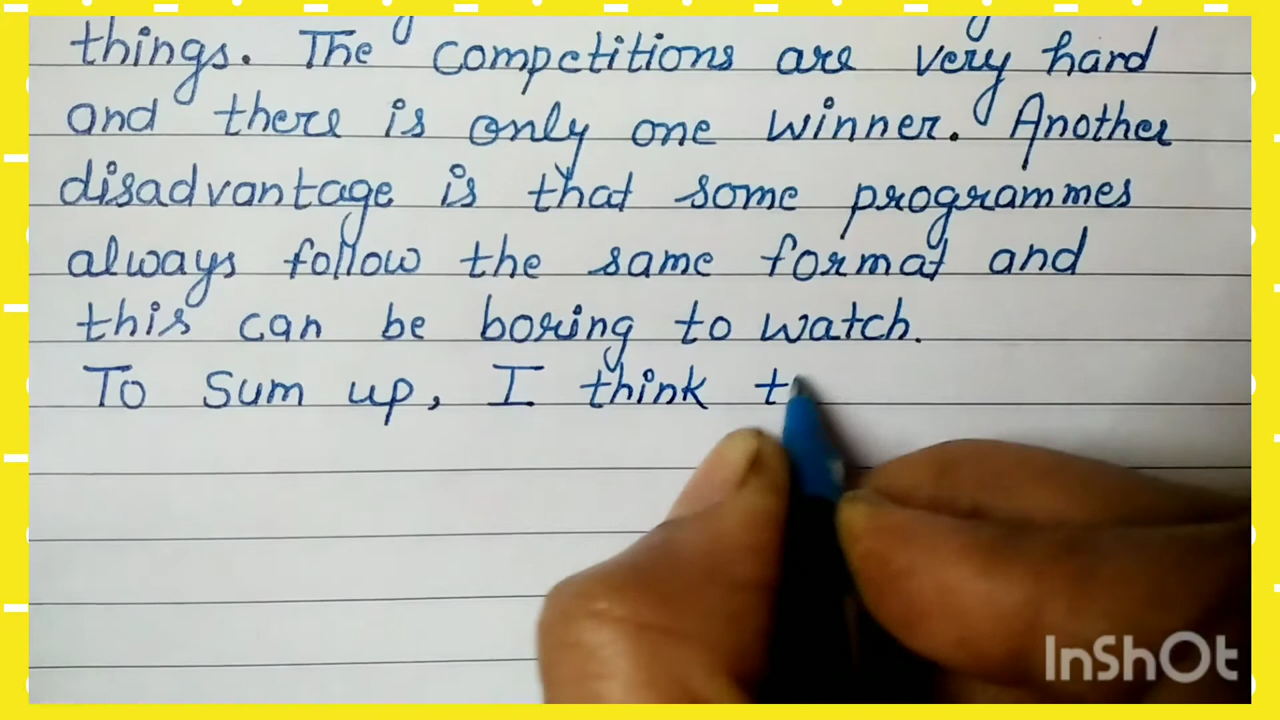 things. The competitions are very hard
and there is only one winner. Another
disadvantage is that some programmes
always follow the same format and
this can be boring to watch.
To Sum up, I think t
InShOt